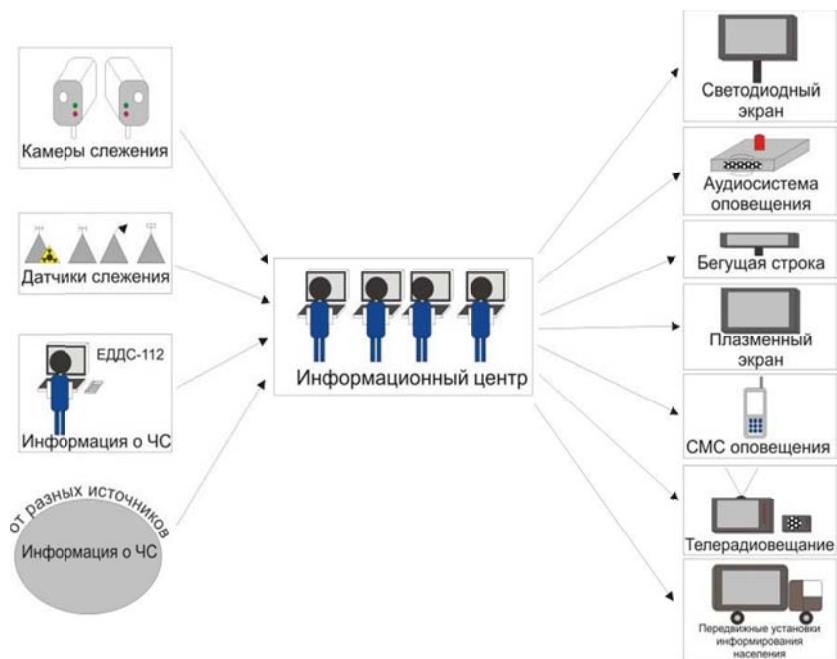 Камеры слежения
Датчики слежения
ЕДДС-112
Информация о ЧС
от разных источников
Информация о ЧС
Информационный центр
Светодиодный
экран
Аудиосистема
оповещения
Бегущая строка
Плазменный
экран
СМС оповещения
Телерадиовещание
Передвижные установки
информирования
населения